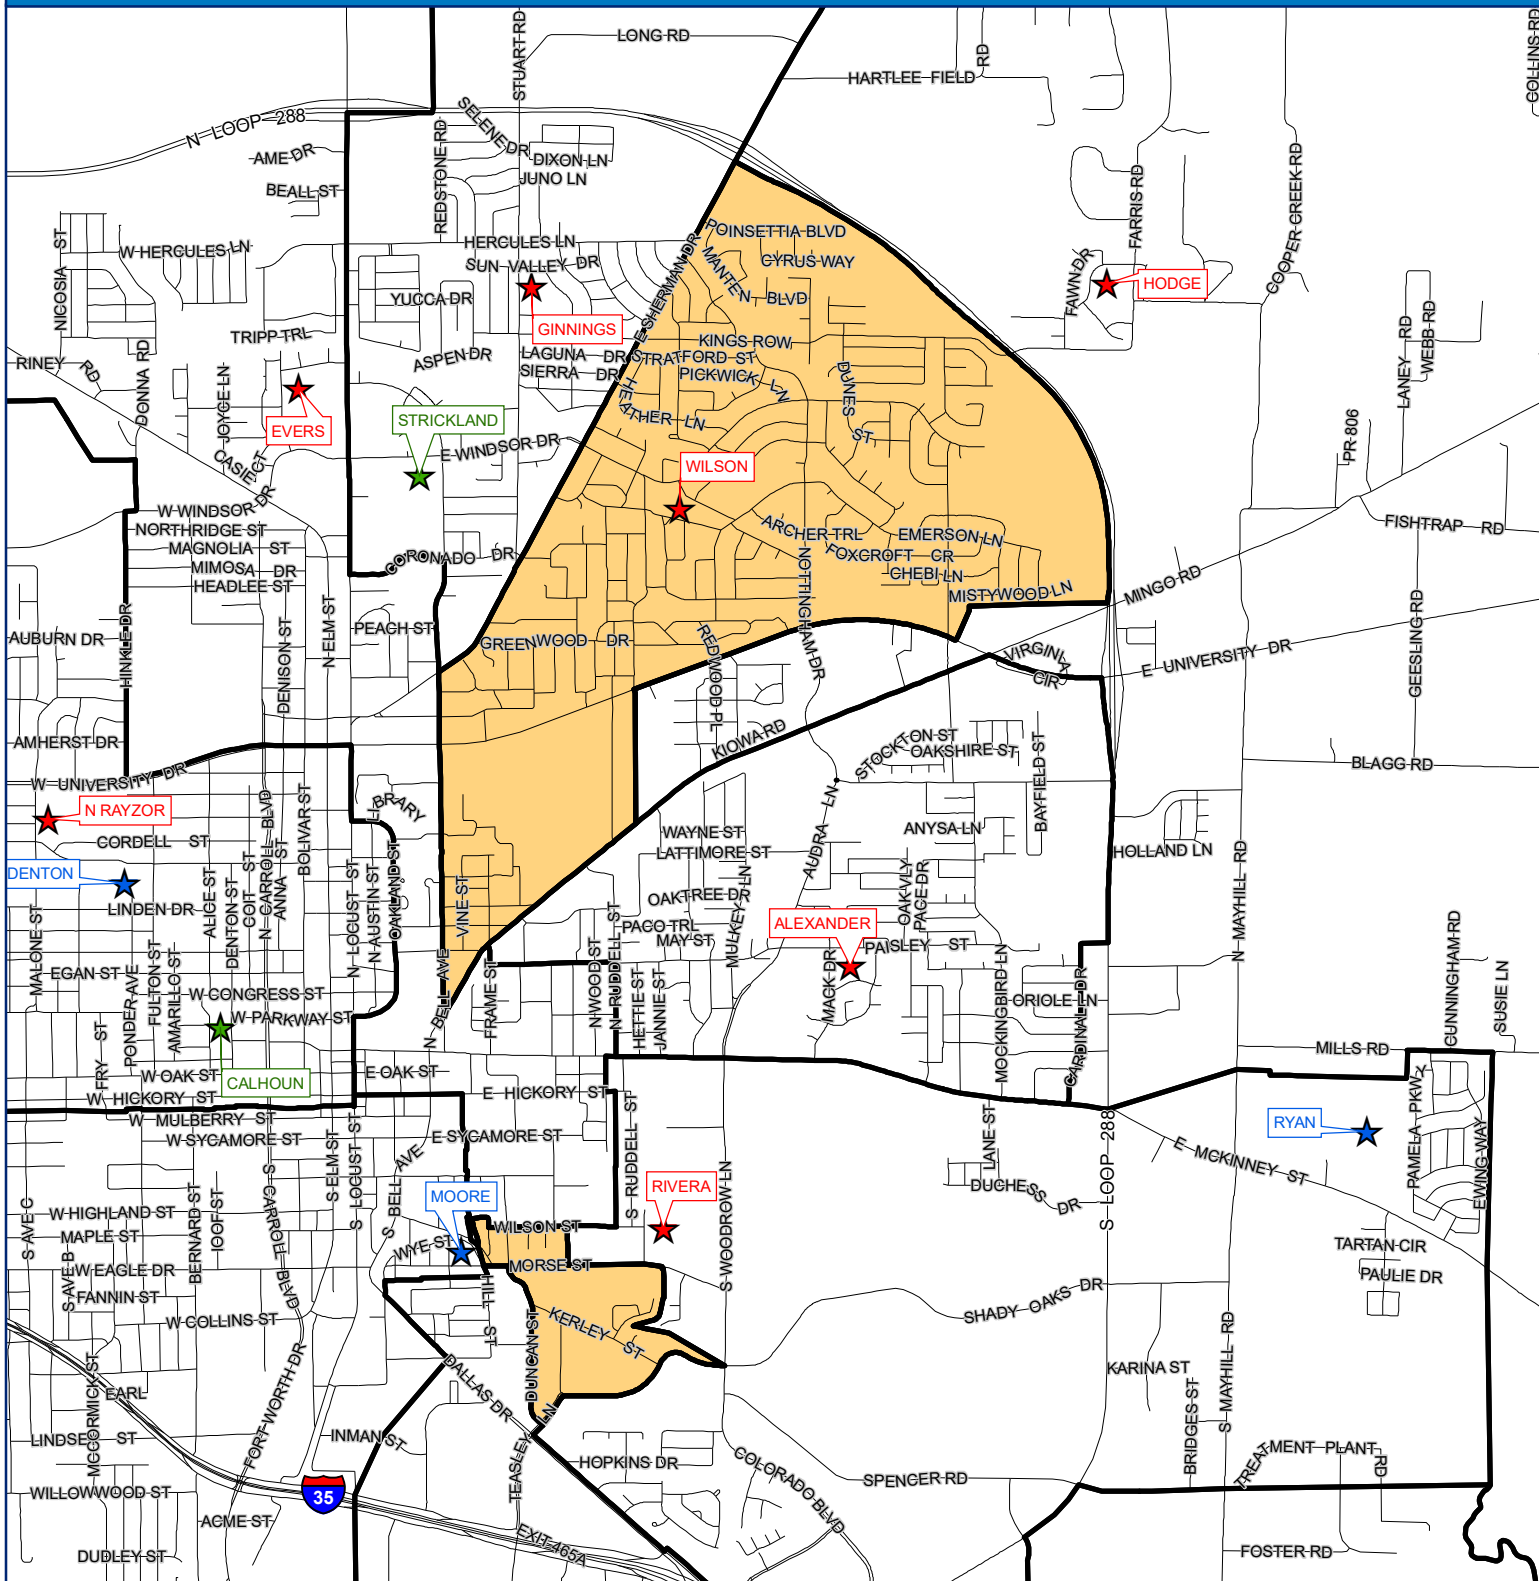 LONG RD
STUART RD
COLLINS RD
HARTLEE FIELD RD
N LOOP 288
SELENE DR
AME DR
DIXON LN
JUNO LN
REDSTONE RD
BEALL ST
FARRIS RD
COOPER CREEK RD
NICOSIA ST
W HERCULES LN
HERCULES LN
SUN VALLEY DR
E SHERMAN DR
POINSETTIA BLVD
CYRUS WAY
MANTEN BLVD
FAWN DR
HODGE
YUCCA DR
GINNINGS
TRIPP TRL
RINEY RD
DONNA RD
ASPEN DR
LAGUNA DR
SIERRA DR
KINGS ROW
STRATFORD ST
PICKWICK LN
DUNES ST
HEATHER LN
LANEY RD
WEBB RD
JOYCE LN
EVERS
STRICKLAND
PR 806
CASIE CT
E WINDSOR DR
WILSON
W WINDSOR DR
NORTHRIDGE ST
MAGNOLIA ST
MIMOSA DR
HEADLEE ST
CORONADO DR
ARCHER TRL
EMERSON LN
FOXCROFT CR
CHEBI LN
MISTYWOOD LN
NOTTINGHAM DR
FISHTRAP RD
MINGO RD
AUBURN DR
HINKLE DR
DENISON ST
N ELM ST
PEACH ST
GREENWOOD DR
REDWOOD PL
VIRGINIA CIR
E UNIVERSITY DR
GEESLING RD
AMHERST DR
KIOWA RD
STOCKTON ST
OAKSHIRE ST
BAYFIELD ST
BLAGG RD
W UNIVERSITY DR
N RAYZOR
CORDELL ST
LIBRARY
BOLIVAR ST
N CARROLL BLVD
ANNA ST
COIT ST
WAYNE ST
LATTIMORE ST
AUDRA LN
ANYSA LN
HOLLAND LN
DENTON
LINDEN DR
ALICE ST
DENTON ST
N LOCUST ST
N AUSTIN ST
OAKLAND ST
VINE ST
OAKTREE DR
MULKEY LN
OAK VLY
PACE DR
N MAYHILL RD
MALONE ST
EGAN ST
PONDER AVE
FULTON ST
AMARILLO ST
W CONGRESS ST
W PARKWAY ST
N BELL AVE
FRAME ST
N WOOD ST
N RUDDELL ST
PACO TRL
MAY ST
HETTIE ST
JANNIE ST
ALEXANDER
MACK DR
PAISLEY ST
MOCKINGBIRD LN
ORIOLE LN
CARDINAL DR
CUNNINGHAM RD
SUSIE LN
FRY ST
W OAK ST
CALHOUN
E OAK ST
W HICKORY ST
E HICKORY ST
MILLS RD
W MULBERRY ST
W SYCAMORE ST
E SYCAMORE ST
S RUDDELL ST
LANE ST
S LOOP 288
E MCKINNEY ST
RYAN
PAMELA PKWY
EWING WAY
S AVE C
W HIGHLAND ST
MAPLE ST
S AVE B
W EAGLE DR
FANNIN ST
BERNARD ST
IOOF ST
S CARROLL BLVD
S ELM ST
S LOCUST ST
S BELL AVE
MOORE
WYE ST
WILSON ST
MORSE ST
RIVERA
S WOODROW LN
DUCHESS DR
TARTAN CIR
PAULIE DR
W COLLINS ST
HILL ST
DUNCAN ST
KERLEY ST
SHADY OAKS DR
S MAYHILL RD
MCCORMICK ST
EARL
FORT WORTH DR
DALLAS DR
KARINA ST
BRIDGES ST
LINDSEY ST
INMAN ST
TEASLEY LN
HOPKINS DR
COLORADO BLVD
SPENCER RD
TREATMENT PLANT RD
WILLOWWOOD ST
35
ACME ST
EXIT 465A
DUDLEY ST
FOSTER RD